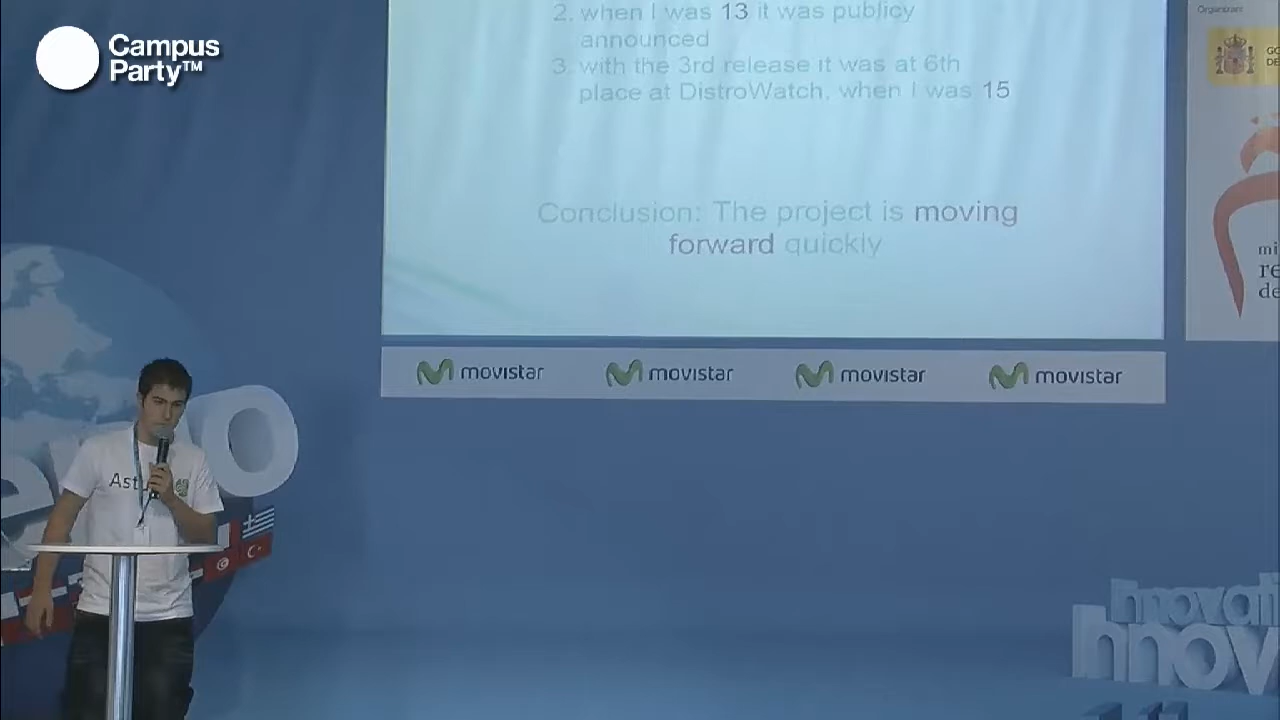 Campus
Party™
2. when I was 13 it was publicy
announced
3. with the 3rd release it was at 6th
place at DistroWatch, when I was 15
Conclusion: The project is moving
forward quickly
movistar movistar movistar movistar
Ast